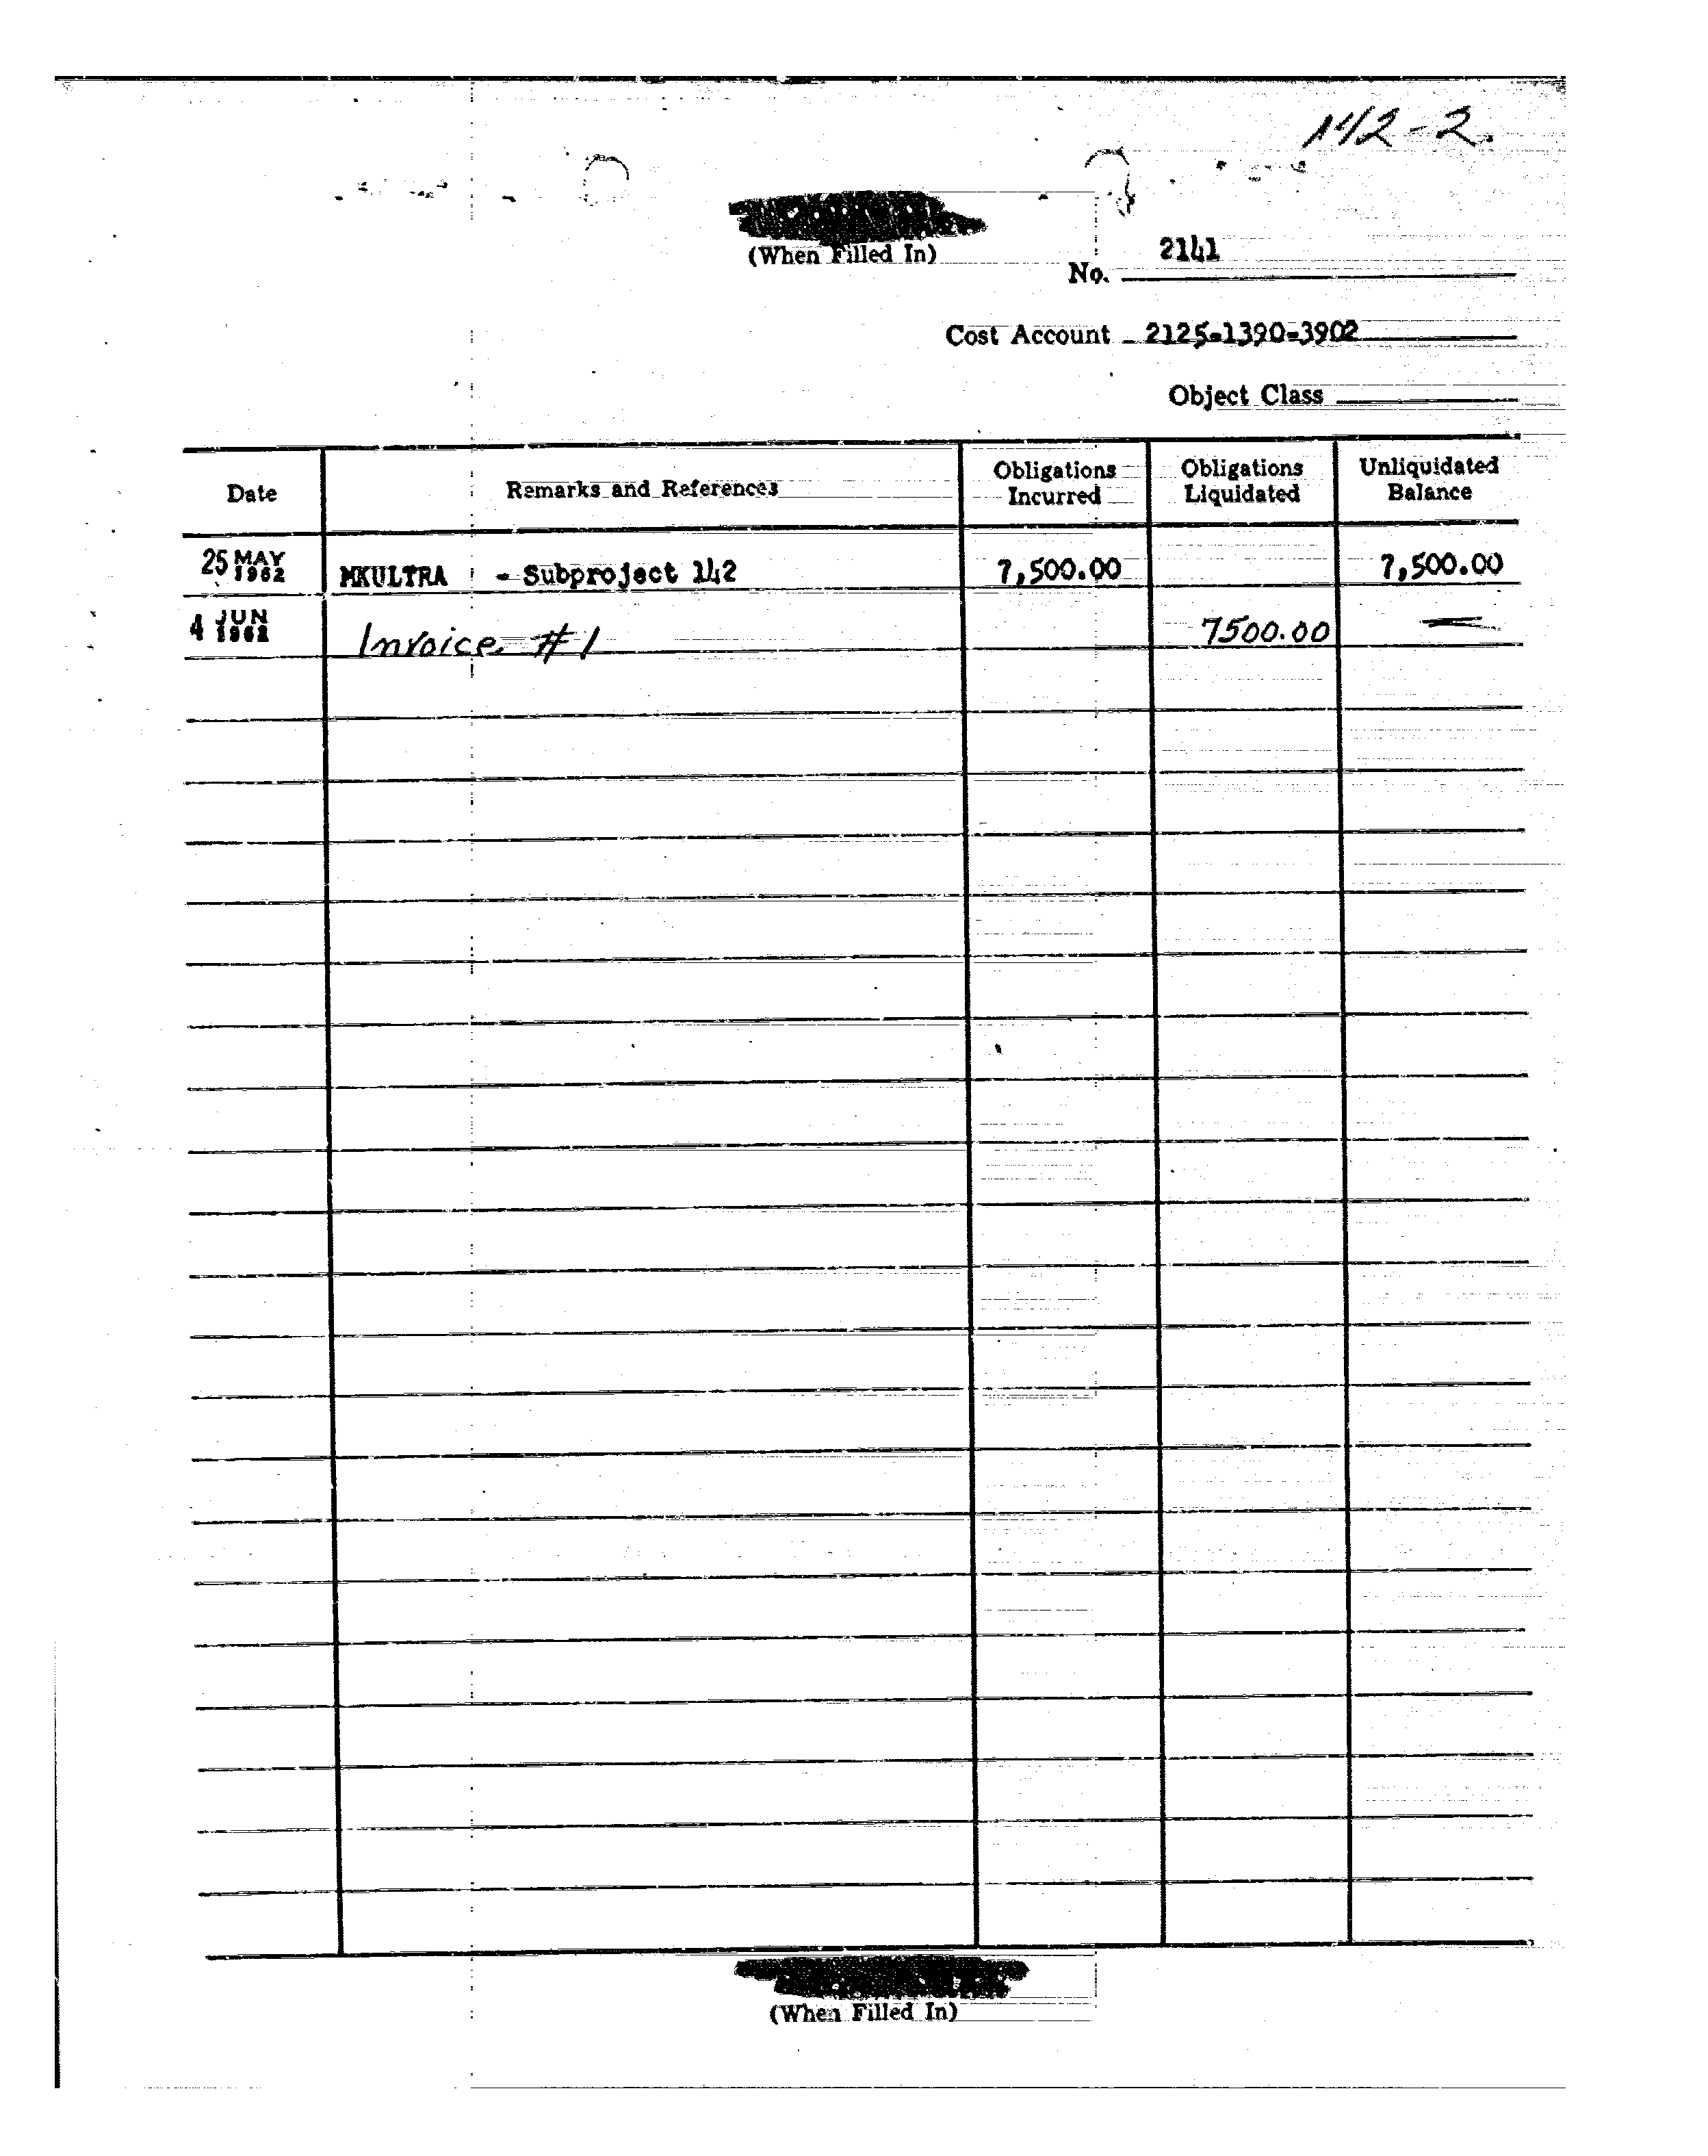 142-2.
(When Filled In)
No. 2141
Cost Account 2125-1390-3902
Object Class
Date Remarks and References Obligations Incurred Obligations Liquidated Unliquidated Balance
25 MAY 1962 MKULTRA - Subproject 142 7,500.00 7,500.00
4 JUN 1962 Invoice #1 7500.00 —
(When Filled In)